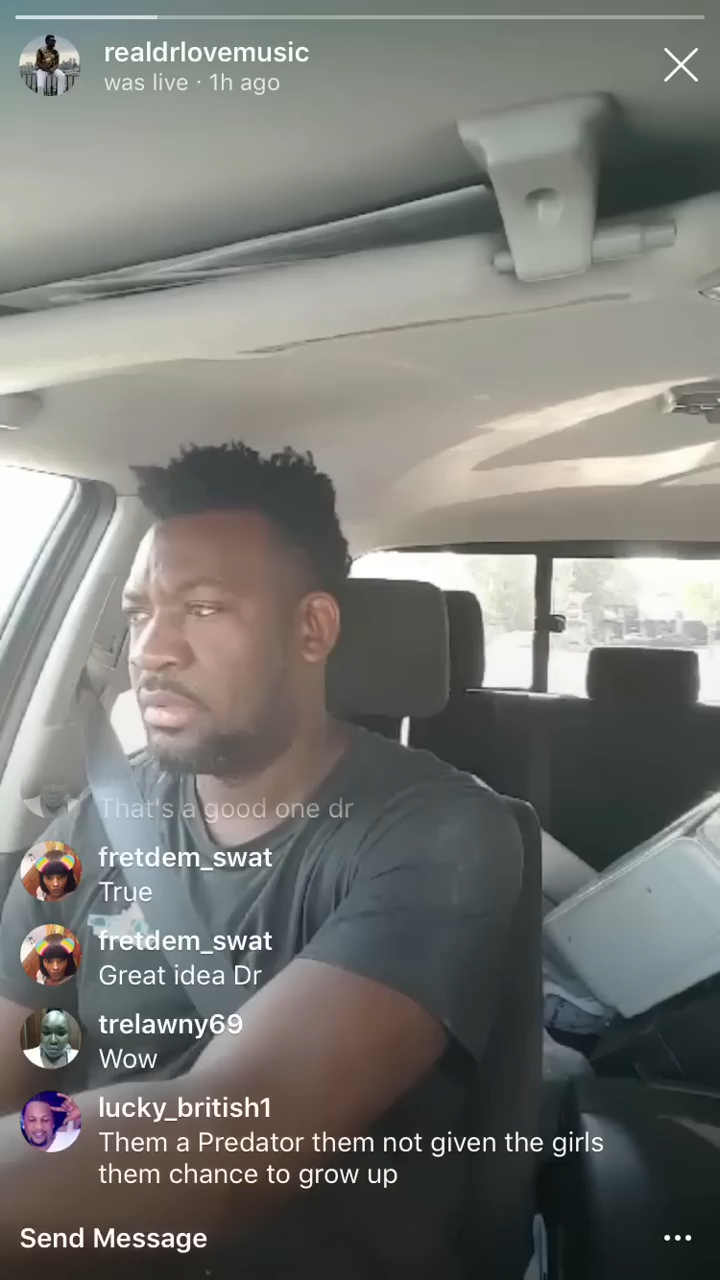 realdrlovemusic
was live · 1h ago
That's a good one dr
fretdem_swat
True
fretdem_swat
Great idea Dr
trelawny69
Wow
lucky_british1
Them a Predator them not given the girls
them chance to grow up
Send Message